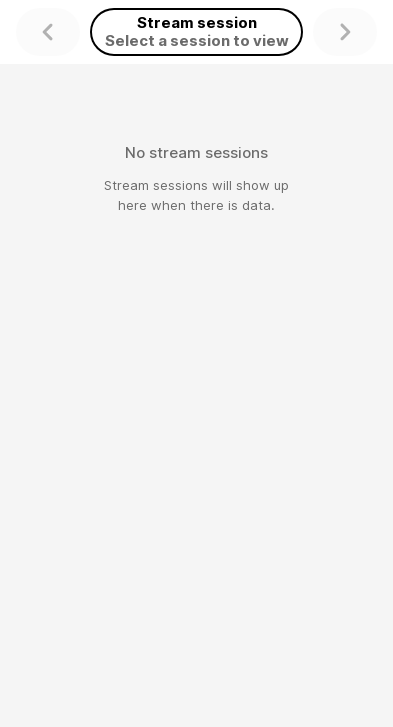 Stream session
Select a session to view
No stream sessions
Stream sessions will show up
here when there is data.